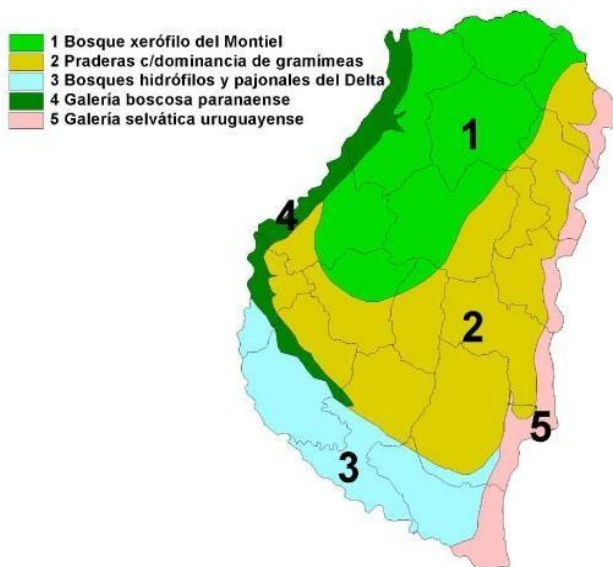 1 Bosque xerófilo del Montiel
2 Praderas c/dominancia de gramímeas
3 Bosques hidrófilos y pajonales del Delta
4 Galería boscosa paranaense
5 Galería selvática uruguayense
1
4
2
5
3